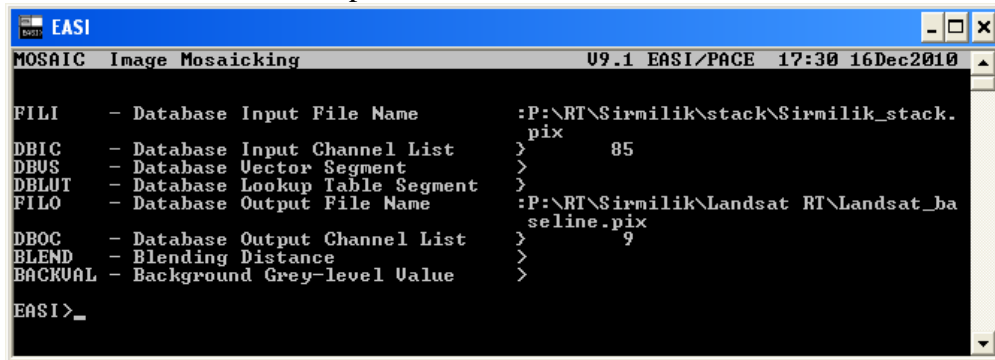 EASI
MOSAIC Image Mosaicking V9.1 EASI/PACE 17:30 16Dec2010
FILI - Database Input File Name :P:\RT\Sirmilik\stack\Sirmilik_stack.
pix
DBIC - Database Input Channel List > 85
DBVS - Database Vector Segment >
DBLUT - Database Lookup Table Segment >
FILO - Database Output File Name :P:\RT\Sirmilik\Landsat RT\Landsat_ba
seline.pix
DBOC - Database Output Channel List > 9
BLEND - Blending Distance >
BACKVAL - Background Grey-level Value >
EASI>_